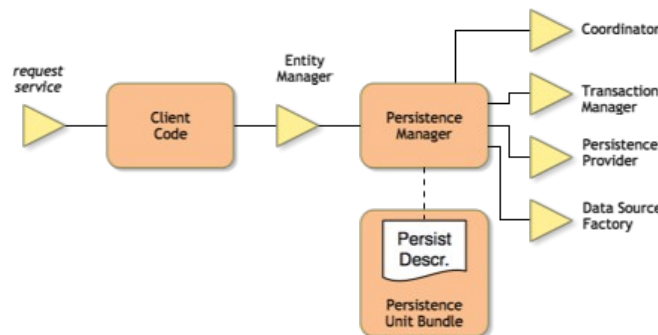 request
service
Client
Code
Entity
Manager
Persistence
Manager
Coordinator
Transaction
Manager
Persistence
Provider
Data Source
Factory
Persist
Descr.
Persistence
Unit Bundle